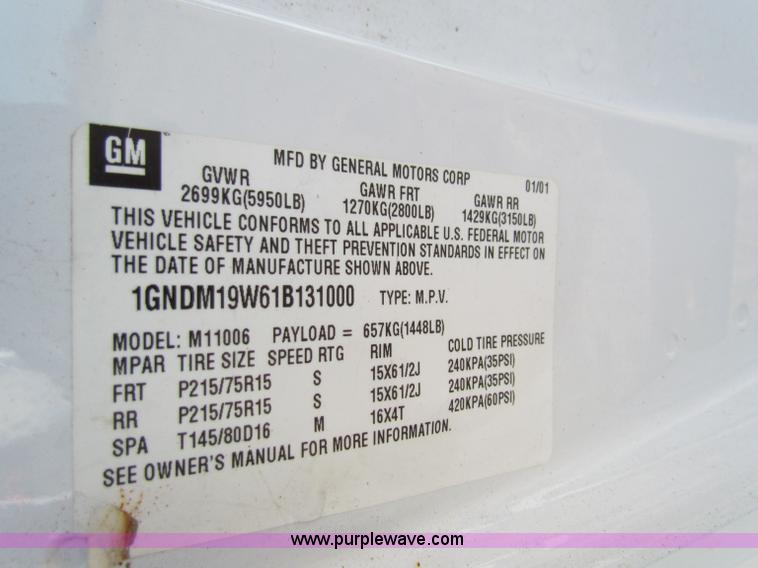 GM
MFD BY GENERAL MOTORS CORP 01/01
GVWR GAWR FRT GAWR RR
2699KG(5950LB) 1270KG(2800LB) 1429KG(3150LB)
THIS VEHICLE CONFORMS TO ALL APPLICABLE U.S. FEDERAL MOTOR
VEHICLE SAFETY AND THEFT PREVENTION STANDARDS IN EFFECT ON
THE DATE OF MANUFACTURE SHOWN ABOVE.
1GNDM19W61B131000 TYPE: M.P.V.
MODEL: M11006 PAYLOAD = 657KG(1448LB)
MPAR TIRE SIZE SPEED RTG RIM COLD TIRE PRESSURE
FRT P215/75R15 S 15X61/2J 240KPA(35PSI)
RR P215/75R15 S 15X61/2J 240KPA(35PSI)
SPA T145/80D16 M 16X4T 420KPA(60PSI)
SEE OWNER'S MANUAL FOR MORE INFORMATION.
www.purplewave.com